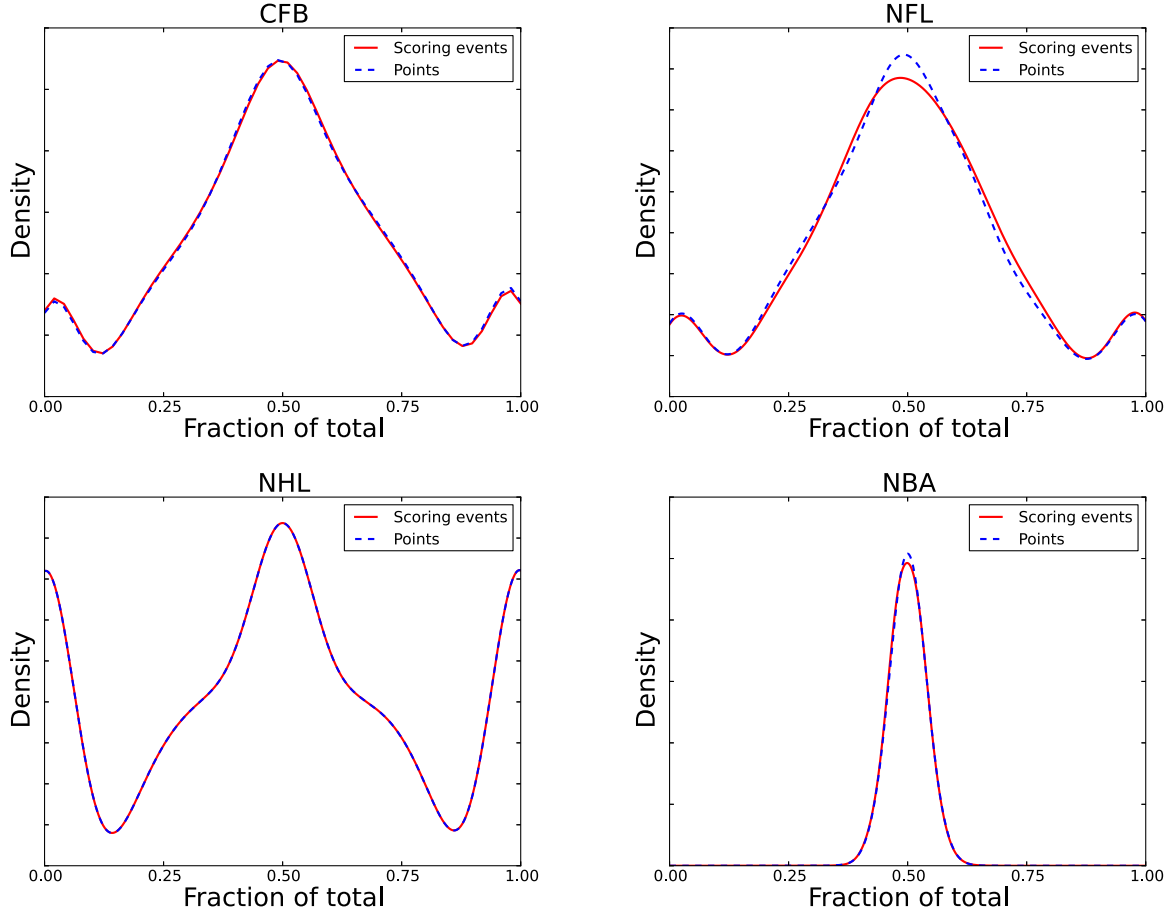 CFB
Density
Scoring events
Points
0.00 0.25 0.50 0.75 1.00
Fraction of total
NFL
Density
Scoring events
Points
0.00 0.25 0.50 0.75 1.00
Fraction of total
NHL
Density
Scoring events
Points
0.00 0.25 0.50 0.75 1.00
Fraction of total
NBA
Density
Scoring events
Points
0.00 0.25 0.50 0.75 1.00
Fraction of total